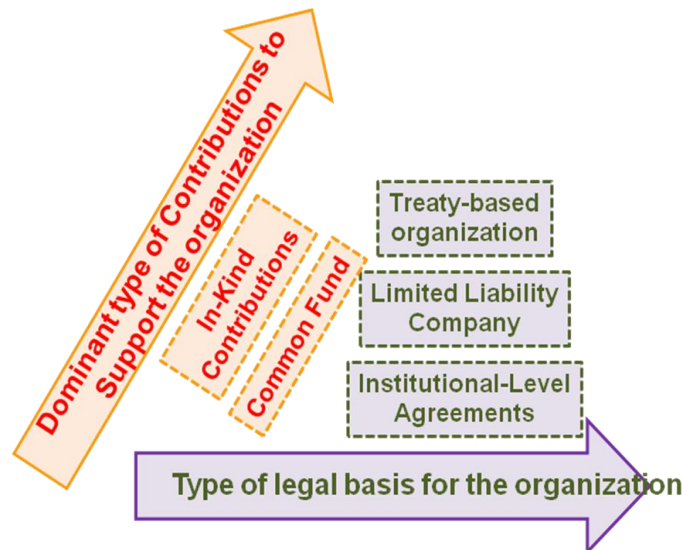 Dominant type of Contributions to
Support the organization
In-Kind
Contributions
Common Fund
Treaty-based
organization
Limited Liability
Company
Institutional-Level
Agreements
Type of legal basis for the organization